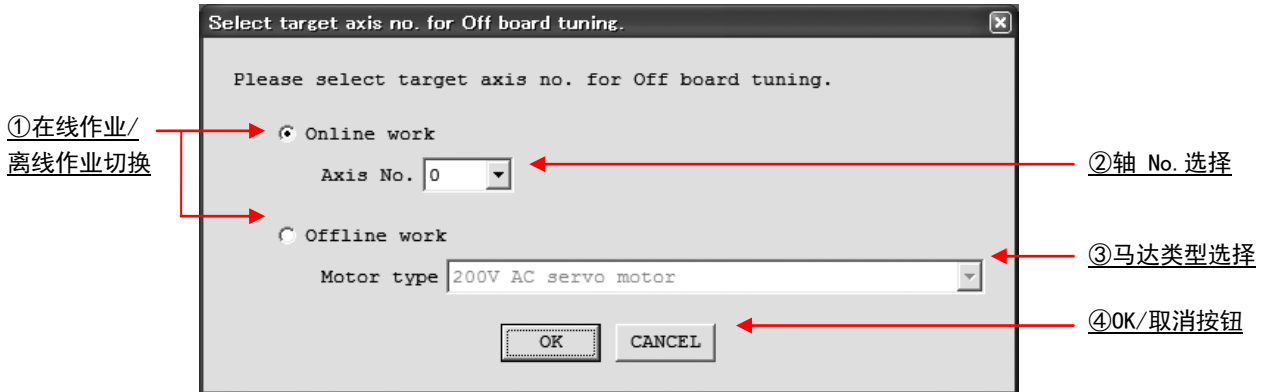 Select target axis no. for Off board tuning.
Please select target axis no. for Off board tuning.
①在线作业/
离线作业切换
Online work
Axis No. 0
②轴 No.选择
Offline work
Motor type 200V AC servo motor
③马达类型选择
OK CANCEL
④OK/取消按钮